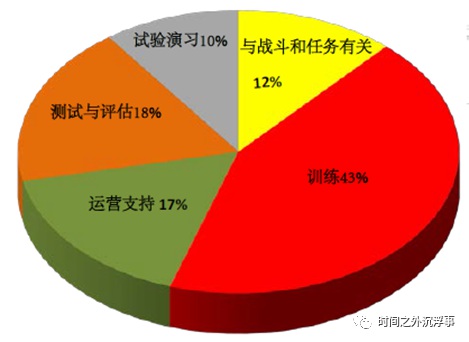 试验演习10%
与战斗和任务有关
12%
测试与评估18%
训练43%
运营支持 17%
时间之外沉浮事